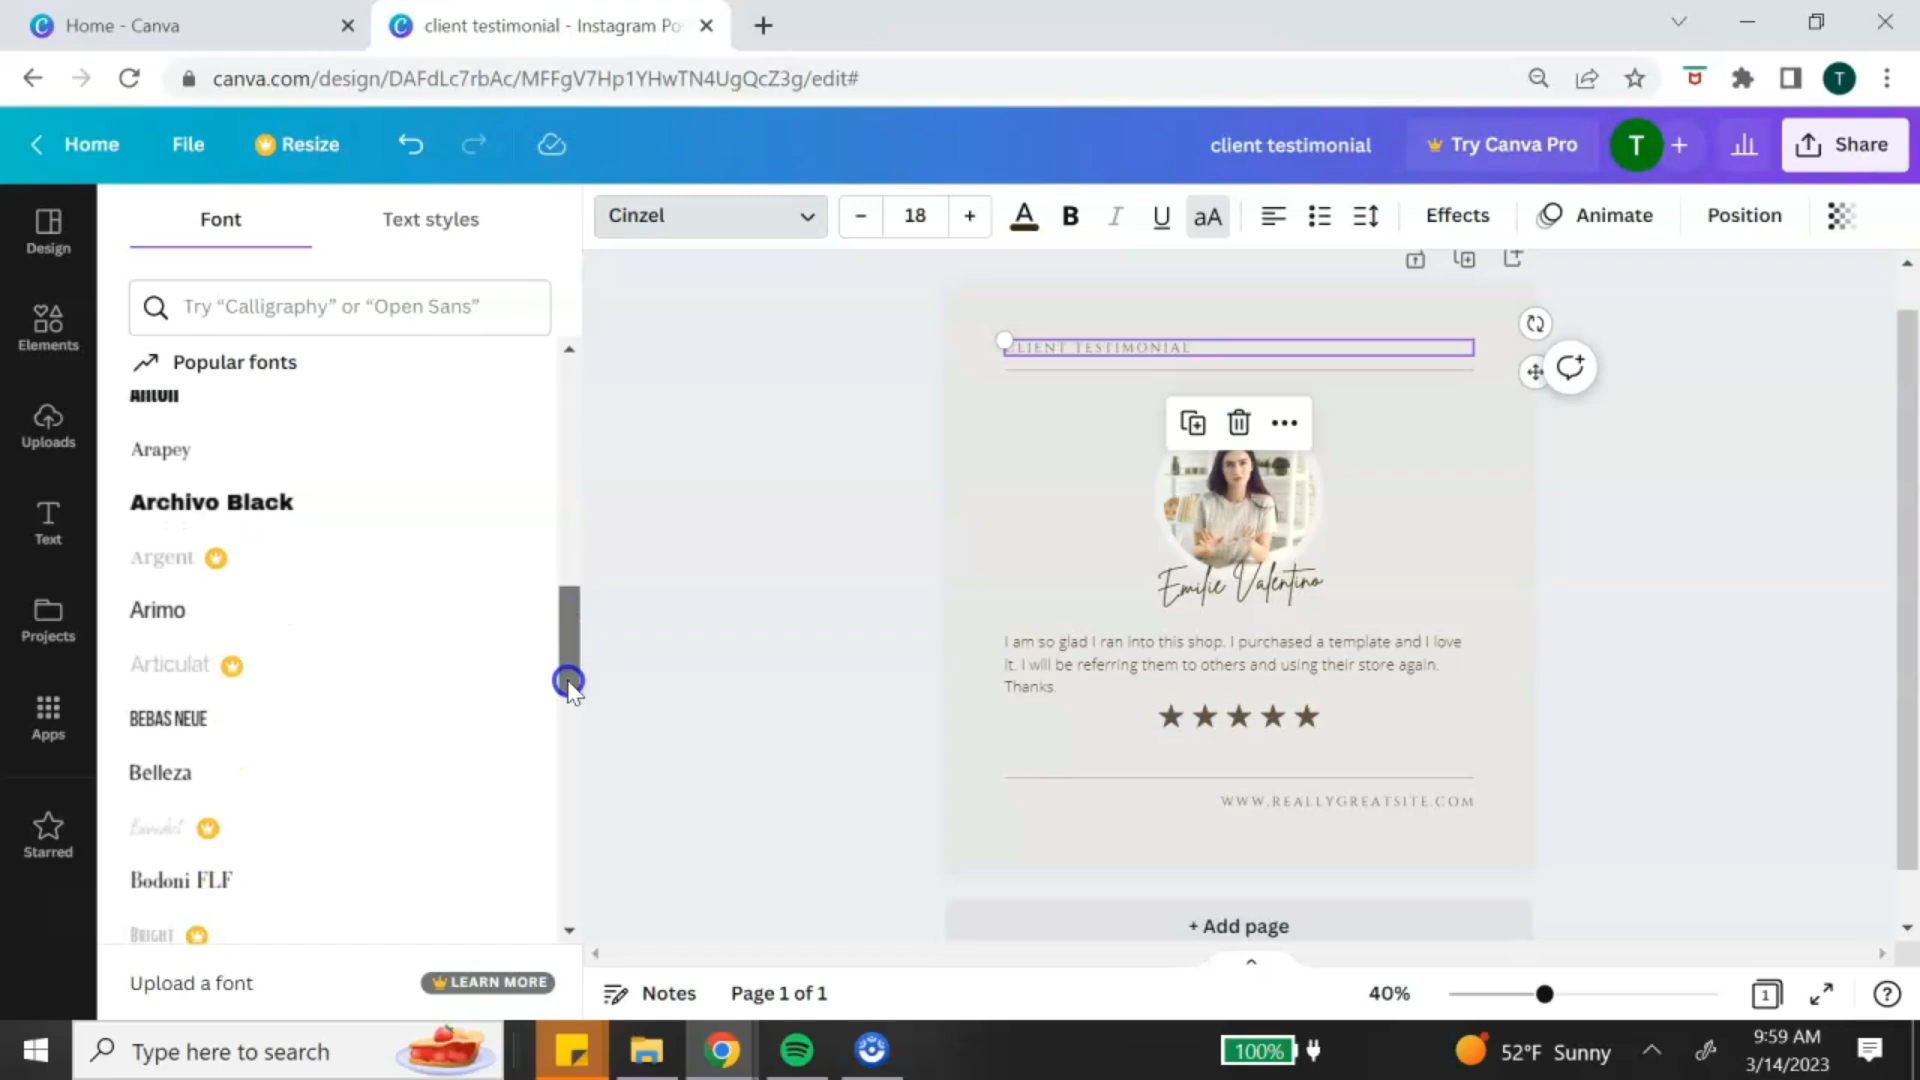 Home - Canva
client testimonial - Instagram Po
canva.com/design/DAFdLc7rbAc/MFFgV7Hp1YHwTN4UgQcZ3g/edit#
T
Home
File
Resize
client testimonial
Try Canva Pro
T
Share
Design
Elements
Uploads
Text
Projects
Apps
Starred
Font
Text styles
Try “Calligraphy” or “Open Sans”
Popular fonts
Anton
Arapey
Archivo Black
Argent
Arimo
Articulat
BEBAS NEUE
Belleza
Bodoni FLF
BRIGHT
Upload a font
LEARN MORE
Cinzel
18
A
B
I
U
aA
Effects
Animate
Position
CLIENT TESTIMONIAL
Emilie Valentino
I am so glad I ran into this shop. I purchased a template and I love
it. I will be referring them to others and using their store again.
Thanks.
WWW.REALLYGREATSITE.COM
+ Add page
Notes
Page 1 of 1
40%
1
Type here to search
100%
52°F Sunny
9:59 AM
3/14/2023